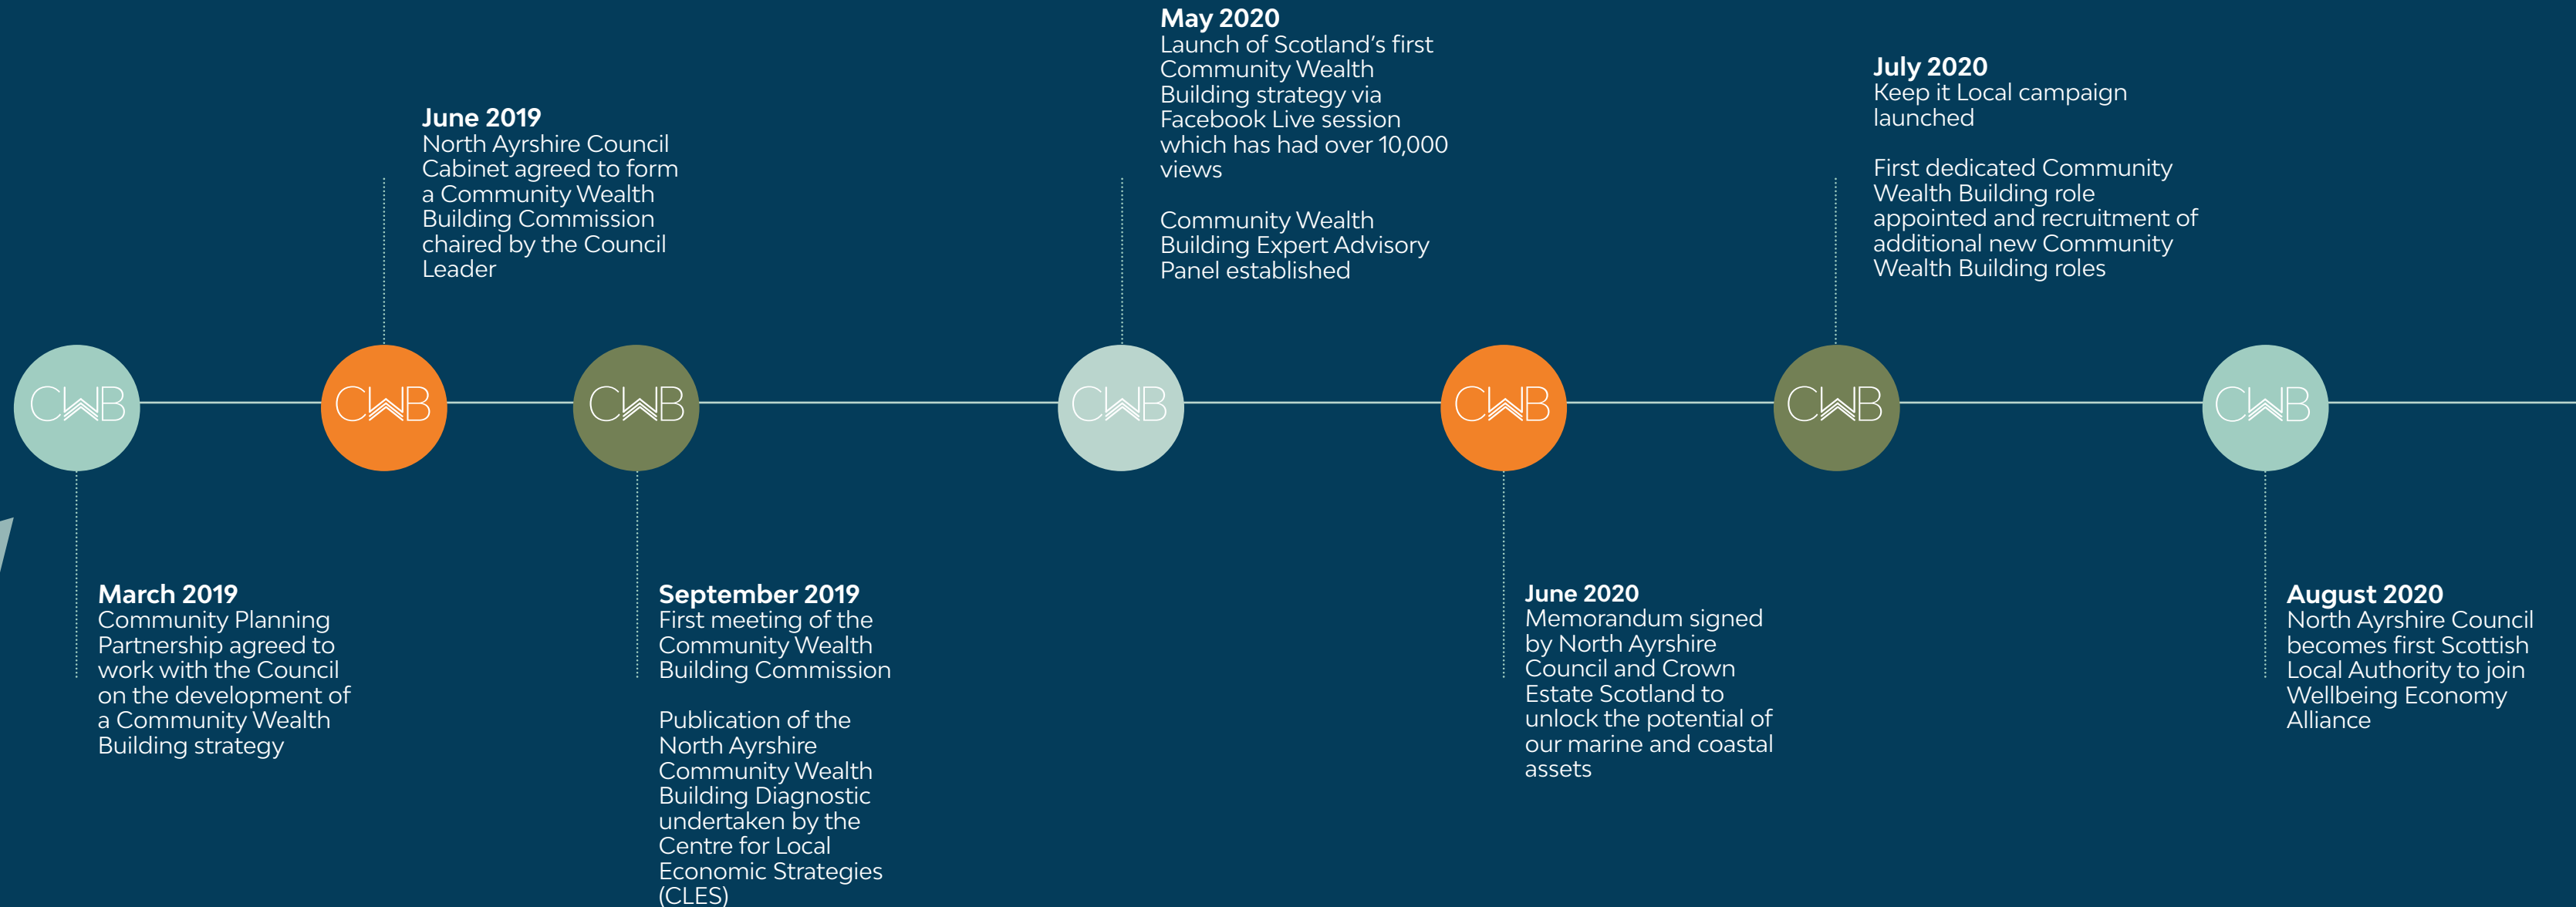 March 2019
Community Planning
Partnership agreed to
work with the Council
on the development of
a Community Wealth
Building strategy
June 2019
North Ayrshire Council
Cabinet agreed to form
a Community Wealth
Building Commission
chaired by the Council
Leader
September 2019
First meeting of the
Community Wealth
Building Commission
Publication of the
North Ayrshire
Community Wealth
Building Diagnostic
undertaken by the
Centre for Local
Economic Strategies
(CLES)
May 2020
Launch of Scotland’s first
Community Wealth
Building strategy via
Facebook Live session
which has had over 10,000
views
Community Wealth
Building Expert Advisory
Panel established
June 2020
Memorandum signed
by North Ayrshire
Council and Crown
Estate Scotland to
unlock the potential of
our marine and coastal
assets
July 2020
Keep it Local campaign
launched
First dedicated Community
Wealth Building role
appointed and recruitment of
additional new Community
Wealth Building roles
August 2020
North Ayrshire Council
becomes first Scottish
Local Authority to join
Wellbeing Economy
Alliance
CWB
CWB
CWB
CWB
CWB
CWB
CWB